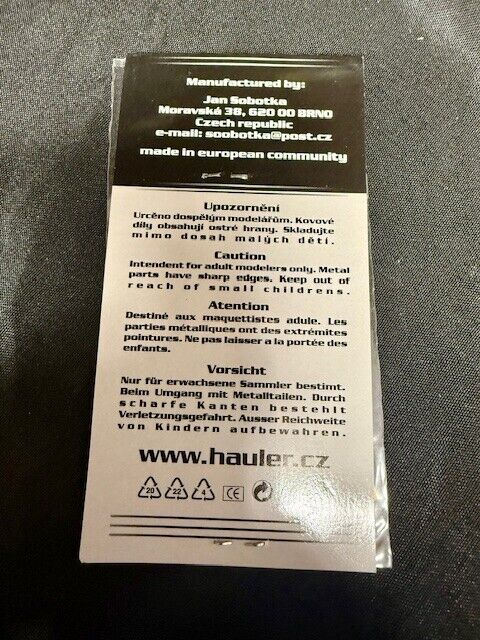 Manufactured by:
Jan Sobotka
Moravská 38, 620 00 BRNO
Czech republic
e-mail: soobotka@post.cz
made in european community
Upozornění
Určeno dospělým modelářům. Kovové
díly obsahují ostré hrany. Skladujte
mimo dosah malých dětí.
Caution
Intendent for adult modelers only. Metal
parts have sharp edges. Keep out of
reach of small childrens.
Atention
Destiné aux maquettistes adule. Les
parties métalliques ont des extrémites
pointures. Ne pas laisser a la portée des
enfants.
Vorsicht
Nur für erwachsene Sammler bestimt.
Beim Umgang mit Metalltailen. Durch
scharfe Kanten bestehlt
Verletzungsgefahrt. Ausser Reichweite
von Kindern aufbewahren.
www.hauler.cz
20 22 4 CE